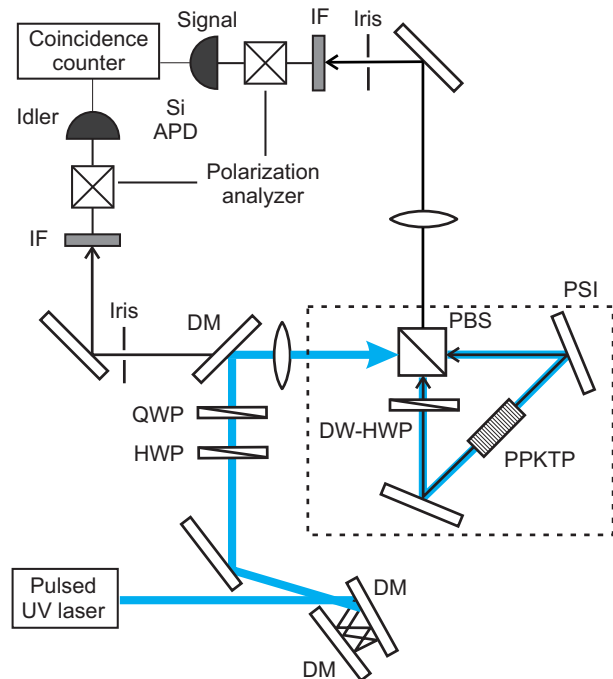 Signal
IF
Iris
Coincidence
counter
Idler
Si
APD
Polarization
analyzer
IF
Iris
DM
PSI
PBS
QWP
DW-HWP
HWP
PPKTP
Pulsed
UV laser
DM
DM